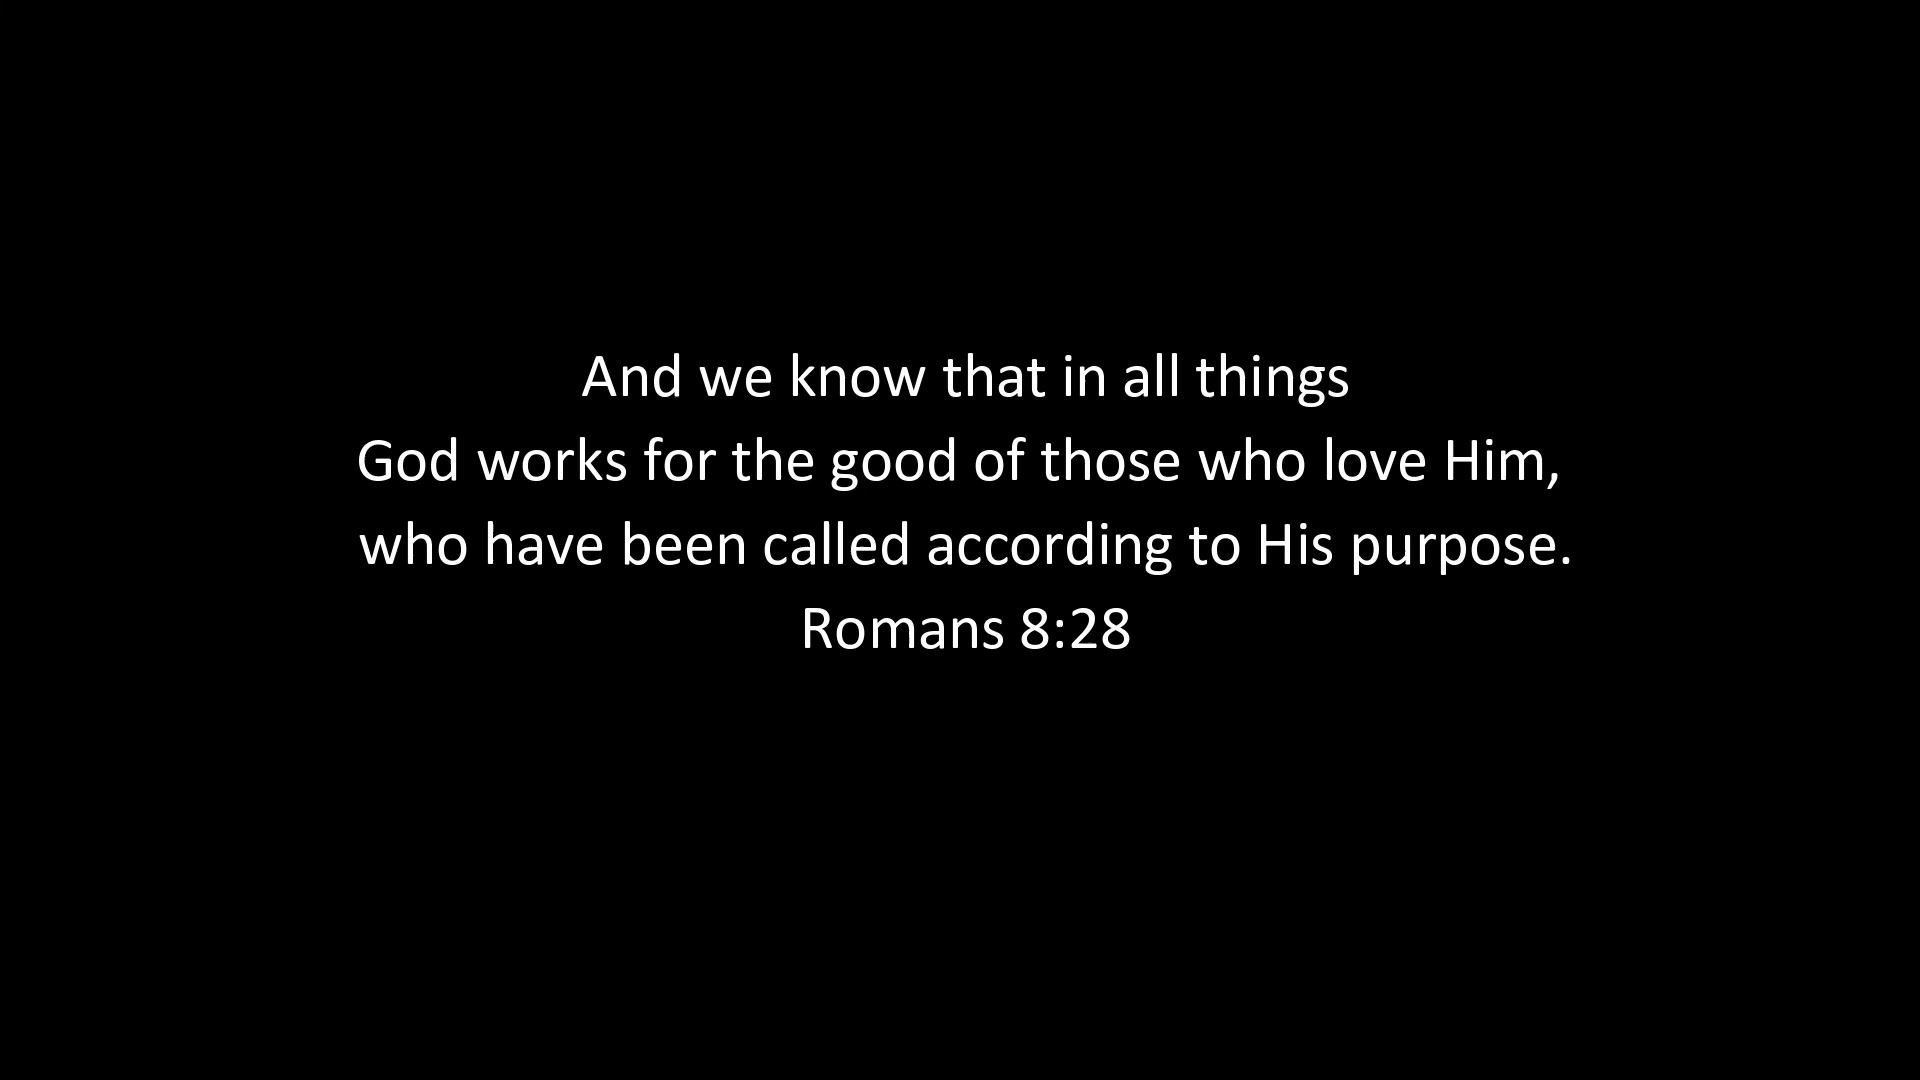 And we know that in all things
God works for the good of those who love Him,
who have been called according to His purpose.
Romans 8:28